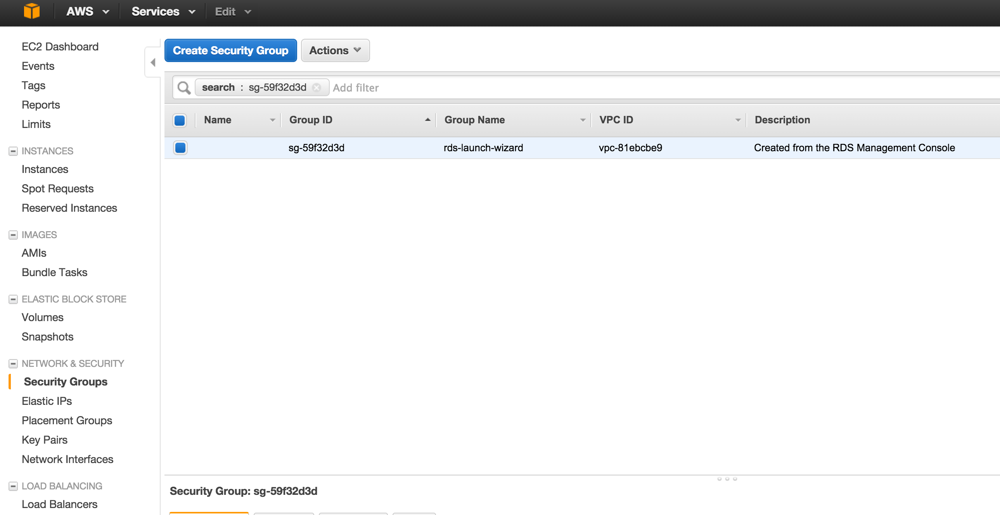 AWS Services Edit
EC2 Dashboard
Events
Tags
Reports
Limits
INSTANCES
Instances
Spot Requests
Reserved Instances
IMAGES
AMIs
Bundle Tasks
ELASTIC BLOCK STORE
Volumes
Snapshots
NETWORK & SECURITY
Security Groups
Elastic IPs
Placement Groups
Key Pairs
Network Interfaces
LOAD BALANCING
Load Balancers
Create Security Group Actions
search : sg-59f32d3d Add filter
Name Group ID Group Name VPC ID Description
sg-59f32d3d rds-launch-wizard vpc-81ebcbe9 Created from the RDS Management Console
Security Group: sg-59f32d3d